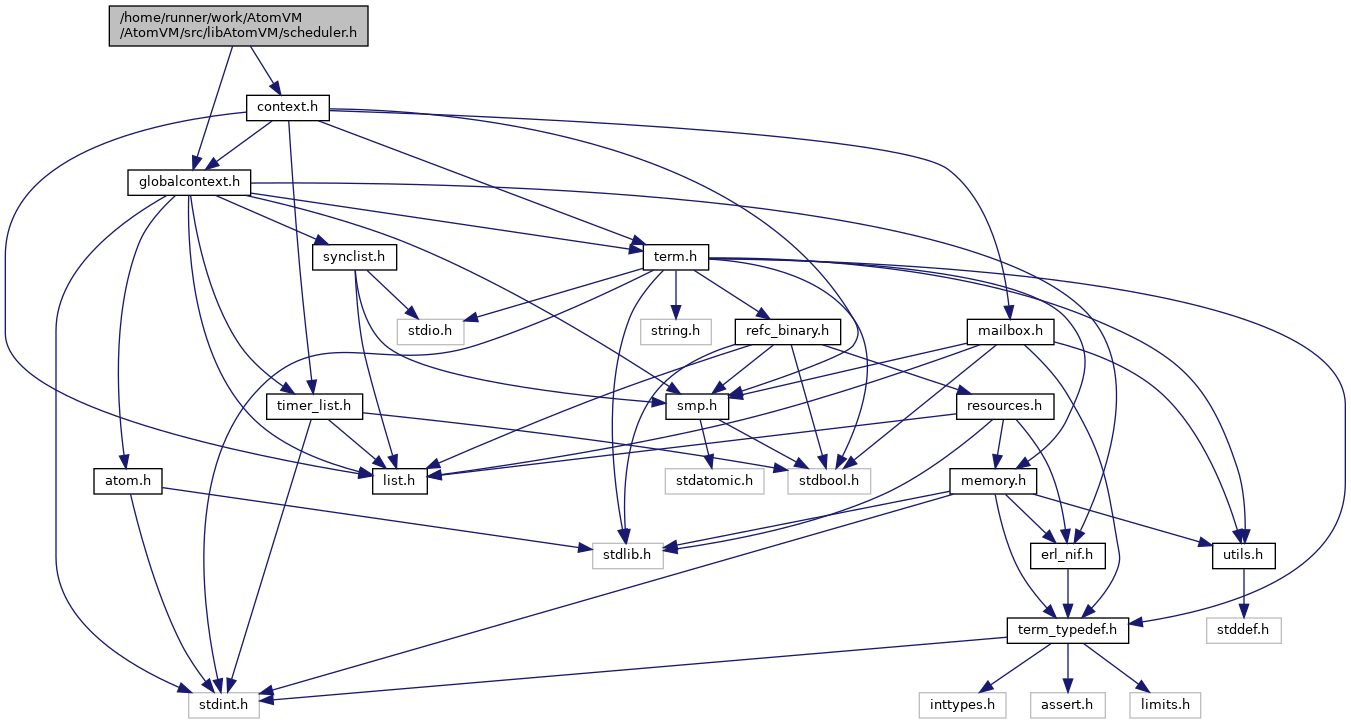 /home/runner/work/AtomVM
/AtomVM/src/libAtomVM/scheduler.h
context.h
globalcontext.h
synclist.h
term.h
stdio.h
string.h
refc_binary.h
mailbox.h
timer_list.h
smp.h
resources.h
atom.h
list.h
stdatomic.h
stdbool.h
memory.h
stdlib.h
erl_nif.h
utils.h
term_typedef.h
stddef.h
stdint.h
inttypes.h
assert.h
limits.h